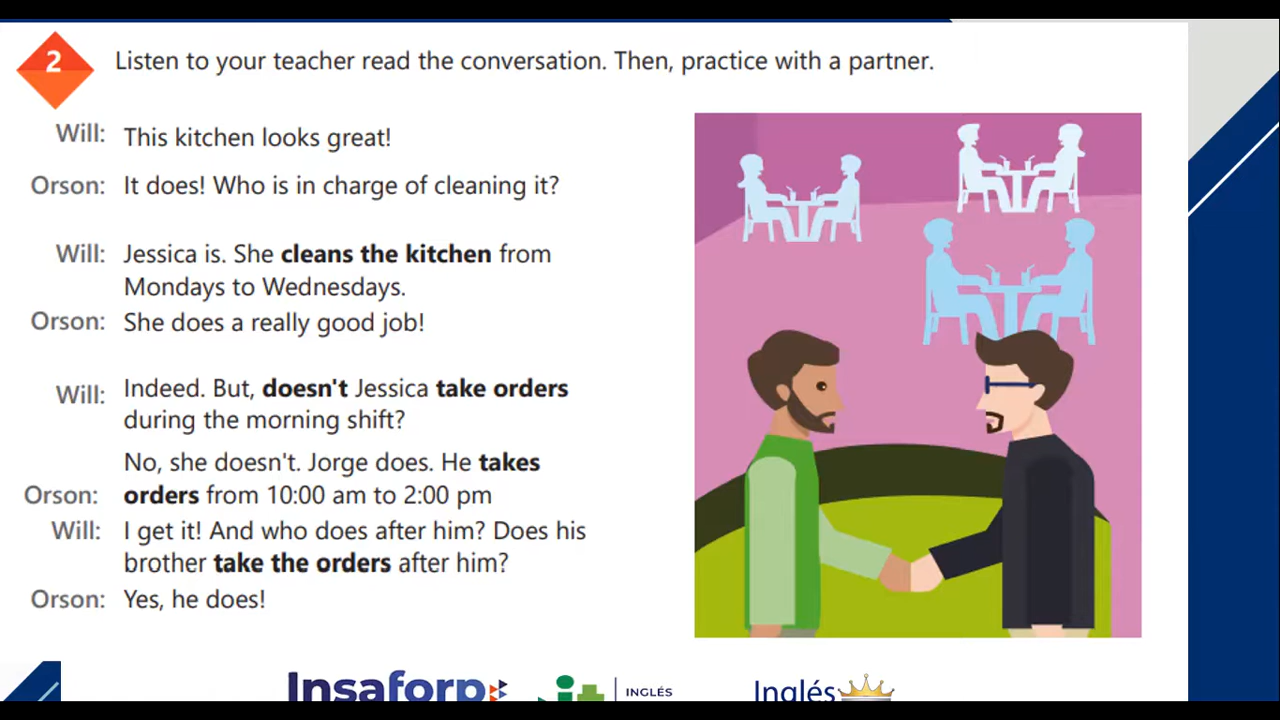 2
Listen to your teacher read the conversation. Then, practice with a partner.
Will: This kitchen looks great!
Orson: It does! Who is in charge of cleaning it?
Will: Jessica is. She cleans the kitchen from
Mondays to Wednesdays.
Orson: She does a really good job!
Will: Indeed. But, doesn't Jessica take orders
during the morning shift?
No, she doesn't. Jorge does. He takes
Orson: orders from 10:00 am to 2:00 pm
Will: I get it! And who does after him? Does his
brother take the orders after him?
Orson: Yes, he does!
Insaforp
INGLÉS
Inglés